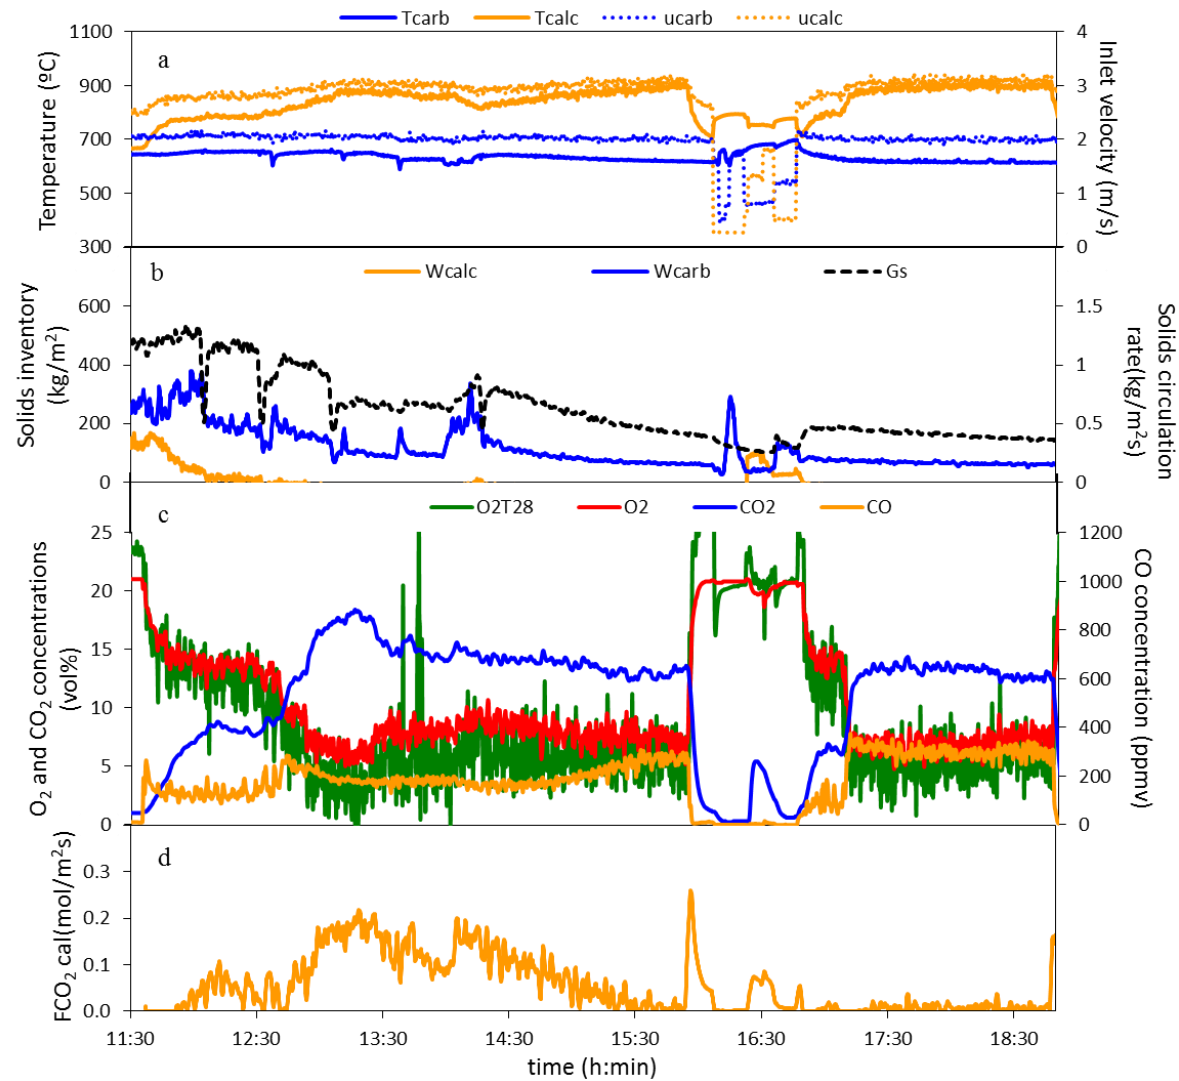 Tcarb Tcalc ucarb ucalc
a
Temperature (ºC)
1100
900
700
500
300
Inlet velocity (m/s)
4
3
2
1
0
b
Wcalc Wcarb Gs
Solids inventory
(kg/m²)
600
400
200
0
Solids circulation
rate(kg/m²s)
1.5
1
0.5
0
c
O2T28 O2 CO2 CO
O₂ and CO₂ concentrations
(vol%)
25
20
15
10
5
0
CO concentration (ppmv)
1200
1000
800
600
400
200
0
d
FCO₂ cal(mol/m²s)
0.3
0.2
0.1
0.0
11:30 12:30 13:30 14:30 15:30 16:30 17:30 18:30
time (h:min)